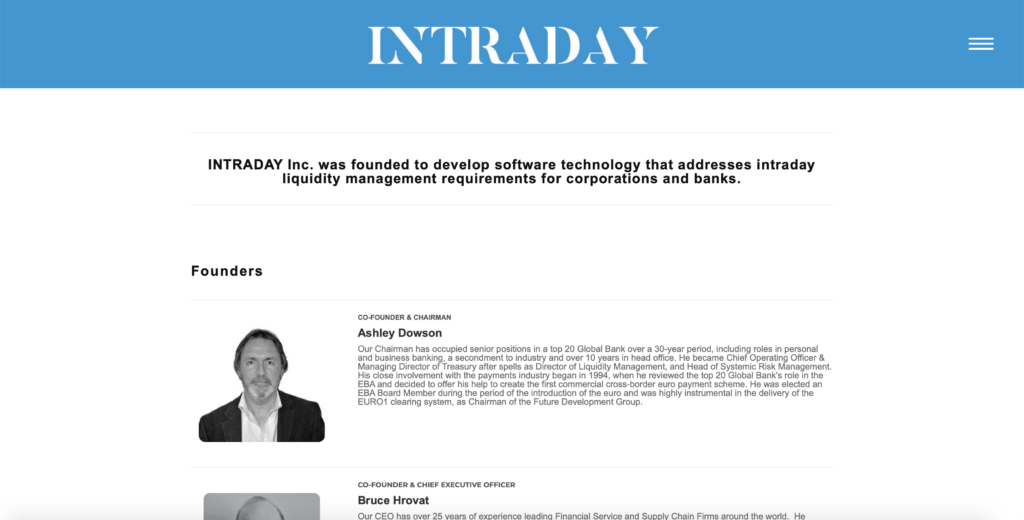 INTRADAY
INTRADAY Inc. was founded to develop software technology that addresses intraday
liquidity management requirements for corporations and banks.
Founders
CO-FOUNDER & CHAIRMAN
Ashley Dowson
Our Chairman has occupied senior positions in a top 20 Global Bank over a 30-year period, including roles in personal
and business banking, a secondment to industry and over 10 years in head office. He became Chief Operating Officer &
Managing Director of Treasury after spells as Director of Liquidity Management, and Head of Systemic Risk Management.
His close involvement with the payments industry began in 1994, when he reviewed the top 20 Global Bank's role in the
EBA and decided to offer his help to create the first commercial cross-border euro payment scheme. He was elected an
EBA Board Member during the period of the introduction of the euro and was highly instrumental in the delivery of the
EURO1 clearing system, as Chairman of the Future Development Group.
CO-FOUNDER & CHIEF EXECUTIVE OFFICER
Bruce Hrovat
Our CEO has over 25 years of experience leading Financial Service and Supply Chain Firms around the world. He